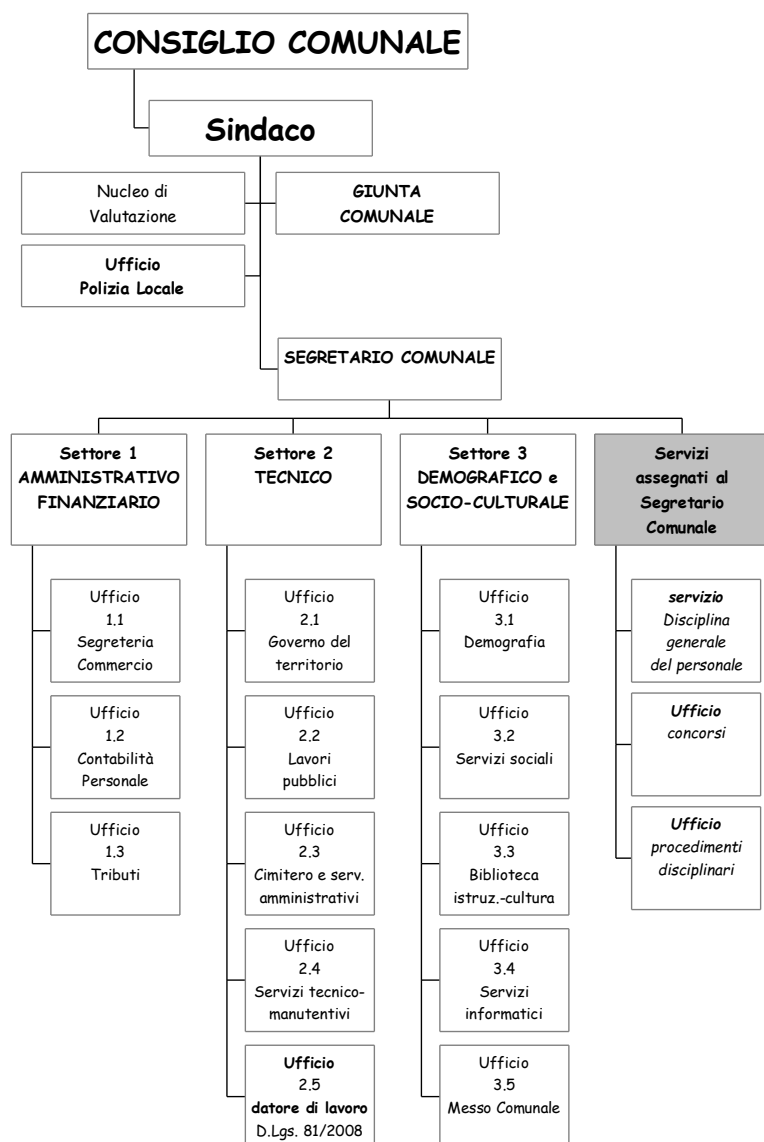 CONSIGLIO COMUNALE
Sindaco
Nucleo di
Valutazione
GIUNTA
COMUNALE
Ufficio
Polizia Locale
SEGRETARIO COMUNALE
Settore 1
AMMINISTRATIVO
FINANZIARIO
Settore 2
TECNICO
Settore 3
DEMOGRAFICO e
SOCIO-CULTURALE
Servizi
assegnati al
Segretario
Comunale
Ufficio
1.1
Segreteria
Commercio
Ufficio
1.2
Contabilità
Personale
Ufficio
1.3
Tributi
Ufficio
2.1
Governo del
territorio
Ufficio
2.2
Lavori
pubblici
Ufficio
2.3
Cimitero e serv.
amministrativi
Ufficio
2.4
Servizi tecnico-
manutentivi
Ufficio
2.5
datore di lavoro
D.Lgs. 81/2008
Ufficio
3.1
Demografia
Ufficio
3.2
Servizi sociali
Ufficio
3.3
Biblioteca
istruz.-cultura
Ufficio
3.4
Servizi
informatici
Ufficio
3.5
Messo Comunale
servizio
Disciplina
generale
del personale
Ufficio
concorsi
Ufficio
procedimenti
disciplinari